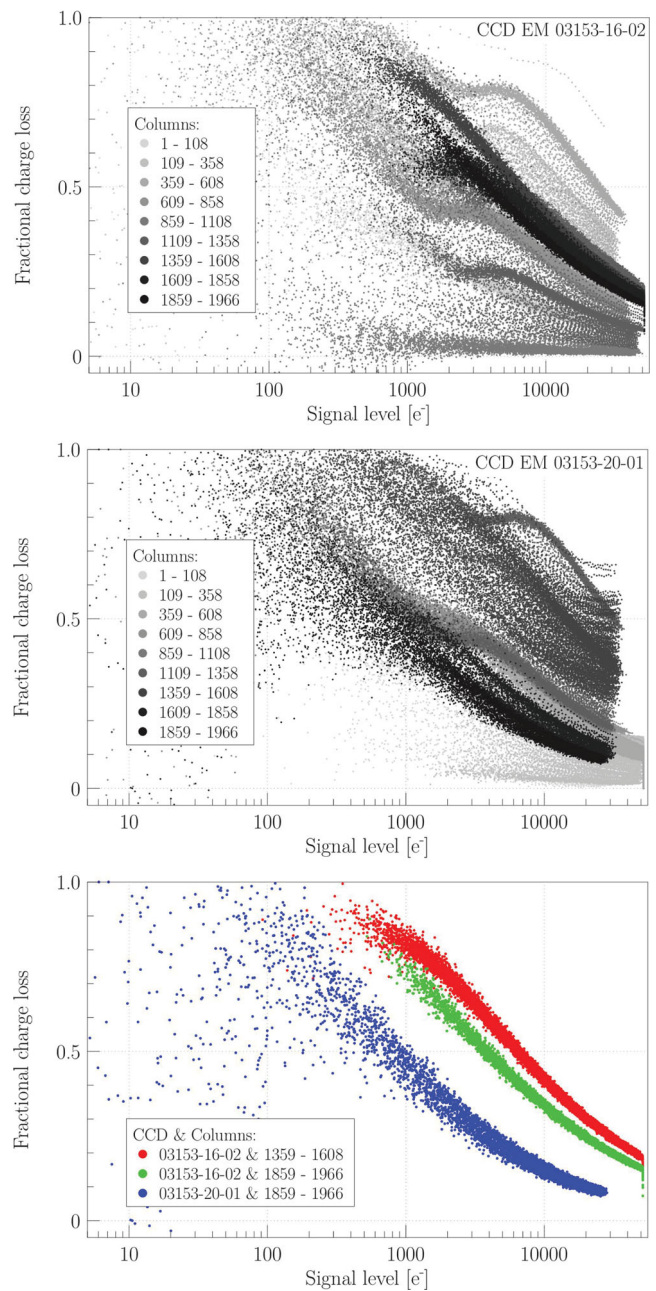 CCD EM 03153-16-02
1.0
Fractional charge loss
0.5
0
Columns:
1 - 108
109 - 358
359 - 608
609 - 858
859 - 1108
1109 - 1358
1359 - 1608
1609 - 1858
1859 - 1966
10 100 1000 10000
Signal level [e⁻]
CCD EM 03153-20-01
1.0
Fractional charge loss
0.5
0
Columns:
1 - 108
109 - 358
359 - 608
609 - 858
859 - 1108
1109 - 1358
1359 - 1608
1609 - 1858
1859 - 1966
10 100 1000 10000
Signal level [e⁻]
1.0
Fractional charge loss
0.5
0
CCD & Columns:
03153-16-02 & 1359 - 1608
03153-16-02 & 1859 - 1966
03153-20-01 & 1859 - 1966
10 100 1000 10000
Signal level [e⁻]